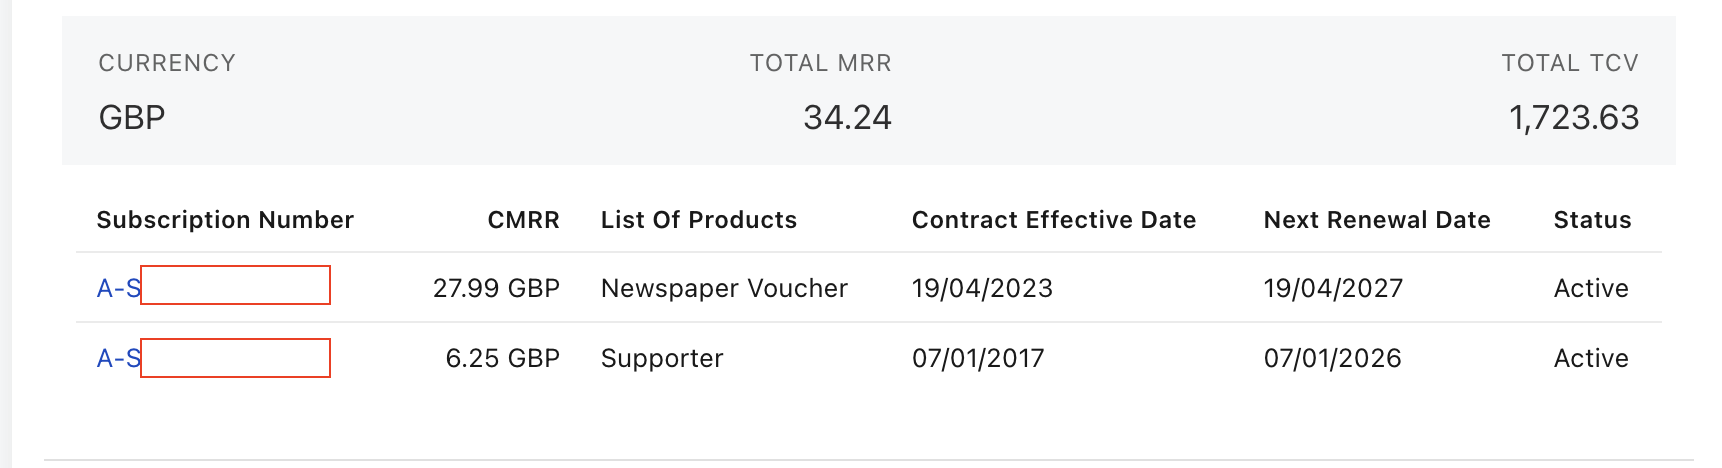 CURRENCY TOTAL MRR TOTAL TCV
GBP 34.24 1,723.63
Subscription Number CMRR List Of Products Contract Effective Date Next Renewal Date Status
A-S 27.99 GBP Newspaper Voucher 19/04/2023 19/04/2027 Active
A-S 6.25 GBP Supporter 07/01/2017 07/01/2026 Active